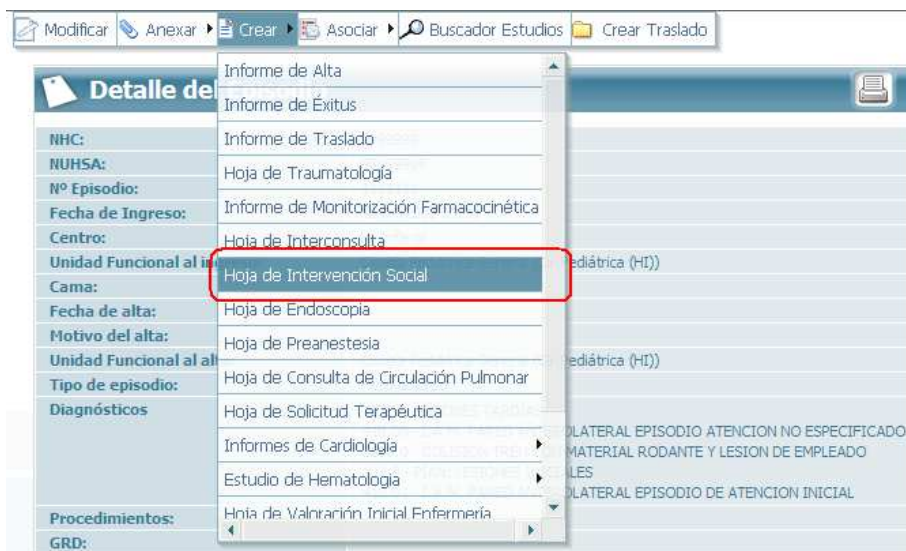 Modificar Anexar Crear Asociar Buscador Estudios Crear Traslado
Detalle del Episodio
Informe de Alta
Informe de Éxitus
Informe de Traslado
Hoja de Traumatología
Informe de Monitorización Farmacocinética
Hoja de Interconsulta
Hoja de Intervención Social
Hoja de Endoscopia
Hoja de Preanestesia
Hoja de Consulta de Circulación Pulmonar
Hoja de Solicitud Terapéutica
Informes de Cardiología
Estudio de Hematologia
Hoja de Valoración Inicial Enfermería
NHC:
NUHSA:
Nº Episodio:
Fecha de Ingreso:
Centro:
Unidad Funcional al in ediátrica (HI))
Cama:
Fecha de alta:
Motivo del alta:
Unidad Funcional al al ediátrica (HI))
Tipo de episodio:
Diagnósticos
OLATERAL EPISODIO ATENCION NO ESPECIFICADO
MATERIAL RODANTE Y LESION DE EMPLEADO
LES
OLATERAL EPISODIO DE ATENCION INICIAL
Procedimientos:
GRD: